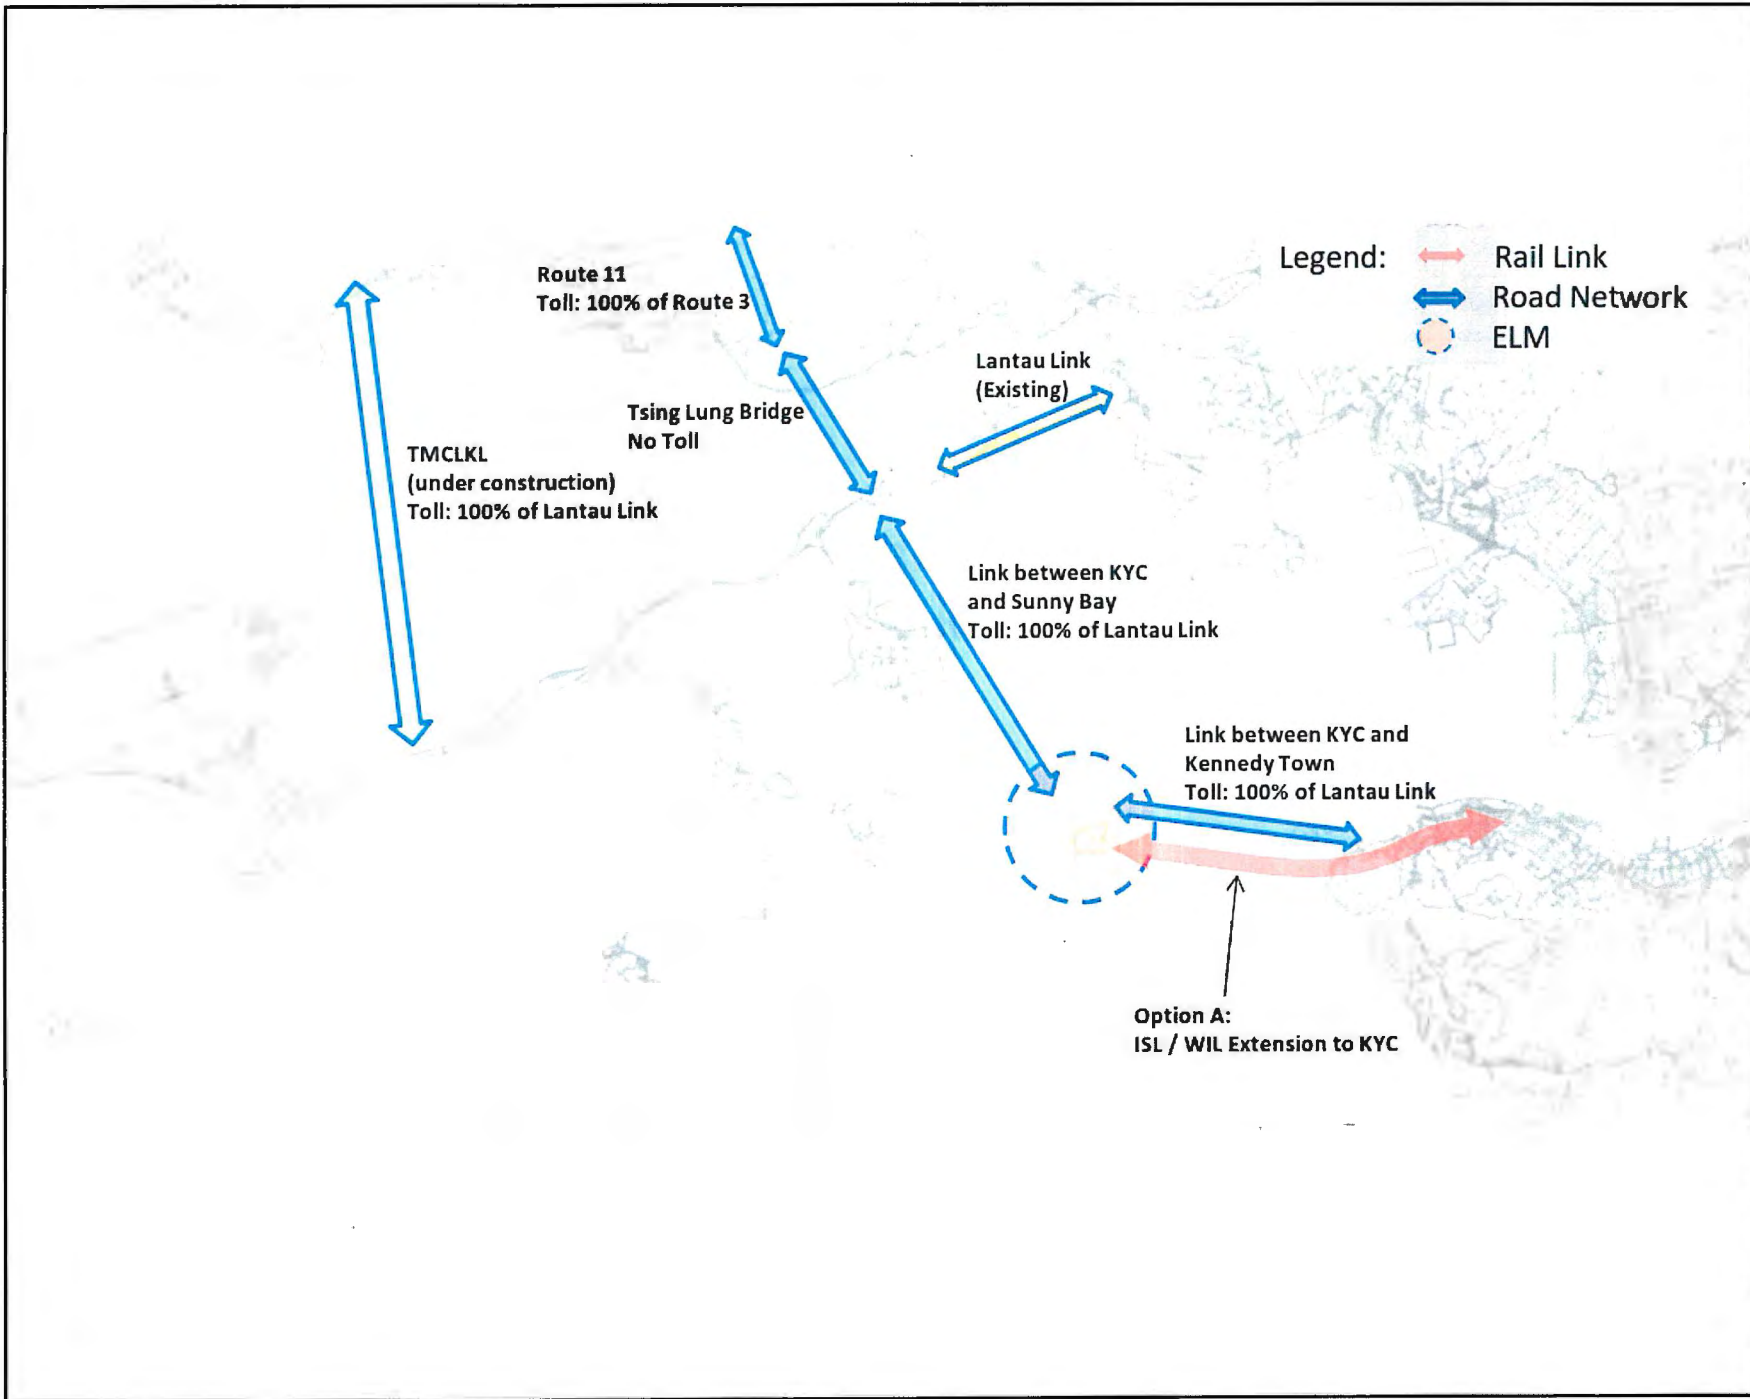 Route 11
Toll: 100% of Route 3
Legend:
Rail Link
Road Network
ELM
Lantau Link
(Existing)
Tsing Lung Bridge
No Toll
TMCLKL
(under construction)
Toll: 100% of Lantau Link
Link between KYC
and Sunny Bay
Toll: 100% of Lantau Link
Link between KYC and
Kennedy Town
Toll: 100% of Lantau Link
Option A:
ISL / WIL Extension to KYC